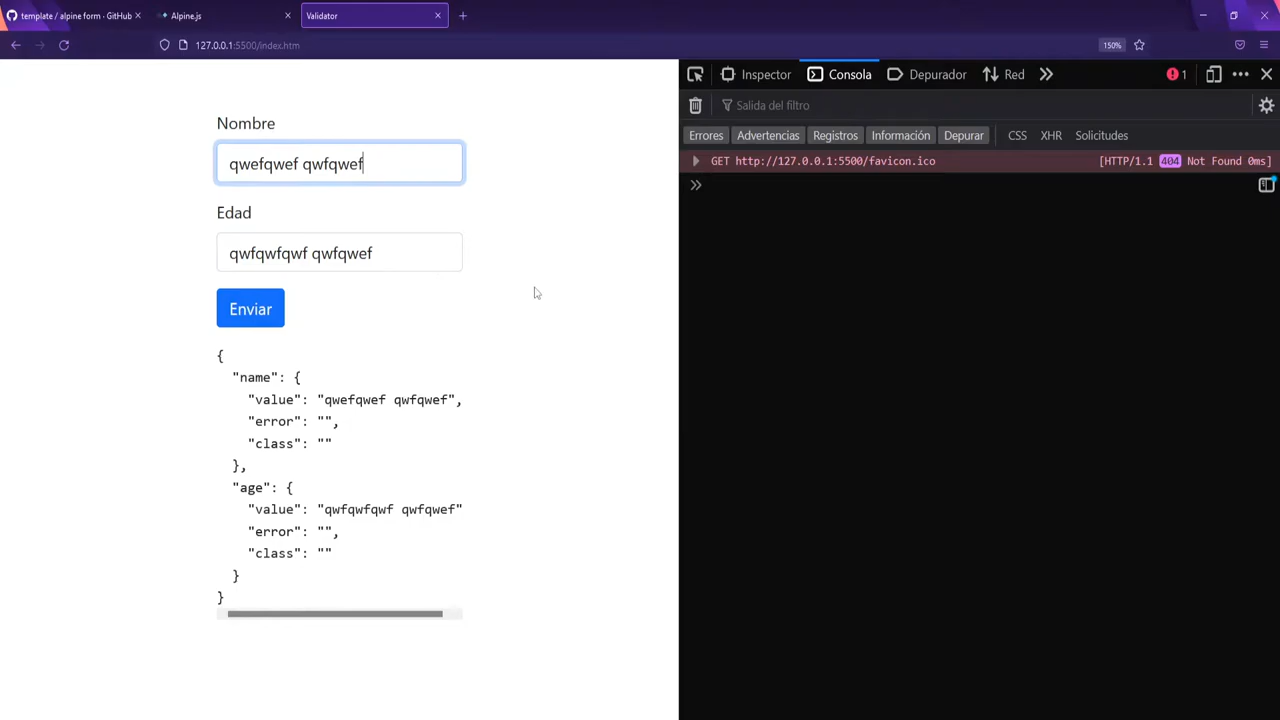 template / alpine form · GitHub
Alpine.js
Validator
127.0.0.1:5500/index.htm
150%
Nombre
qwefqwef qwfqwef
Edad
qwfqwfqwf qwfqwef
Enviar
{
"name": {
"value": "qwefqwef qwfqwef",
"error": "",
"class": ""
},
"age": {
"value": "qwfqwfqwf qwfqwef"
"error": "",
"class": ""
}
}
Inspector
Consola
Depurador
Red
1
Salida del filtro
Errores
Advertencias
Registros
Información
Depurar
CSS
XHR
Solicitudes
GET http://127.0.0.1:5500/favicon.ico
[HTTP/1.1 404 Not Found 0ms]